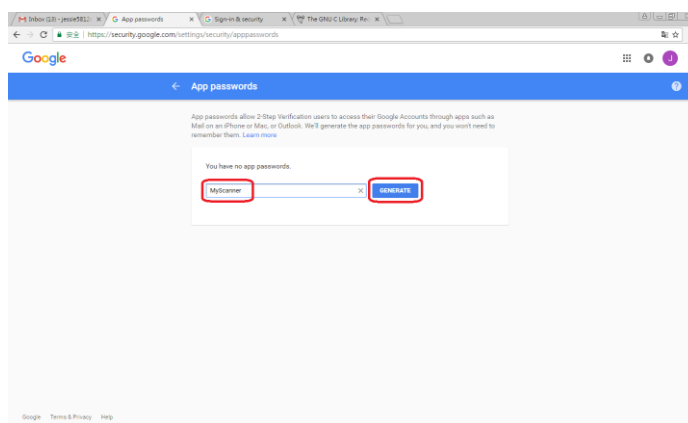 Inbox (13) - jesse5812:
App passwords
Sign-in & security
The GNU C Library: Re:
安全 | https://security.google.com/settings/security/apppasswords
Google
J
App passwords
App passwords allow 2-Step Verification users to access their Google Accounts through apps such as
Mail on an iPhone or Mac, or Outlook. We'll generate the app passwords for you, and you won't need to
remember them. Learn more
You have no app passwords.
MyScanner
GENERATE
Google Terms & Privacy Help